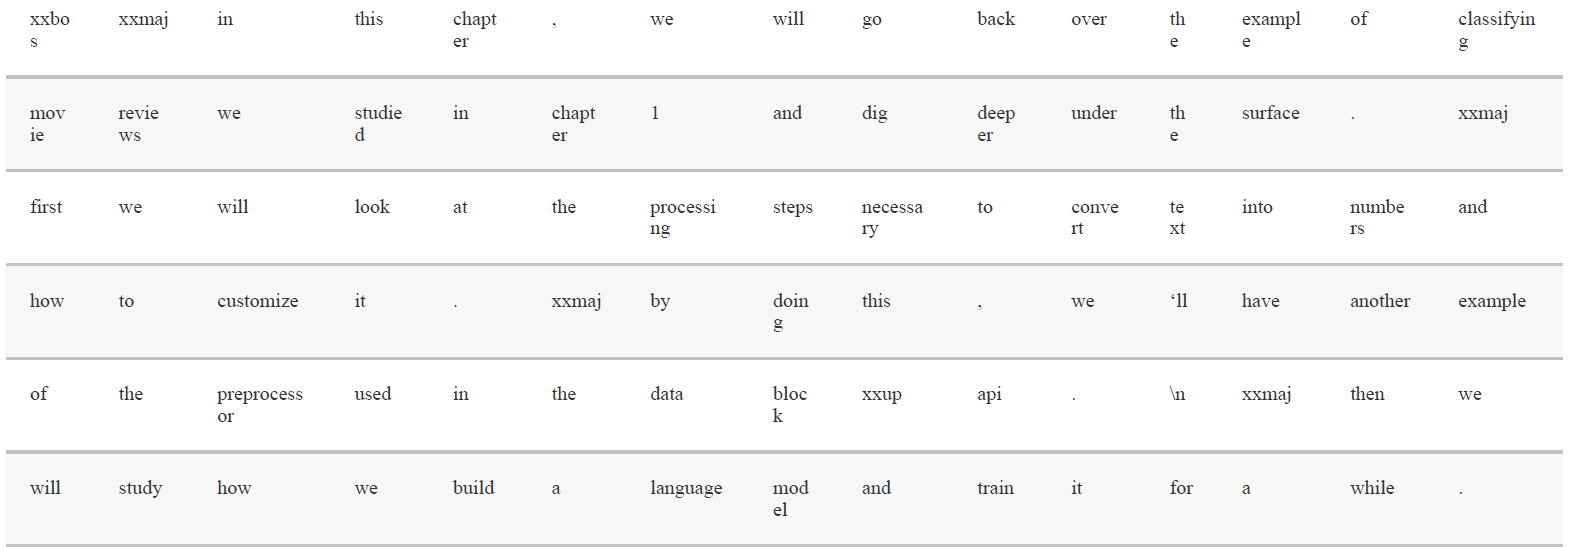 xxbos xxmaj in this chapter , we will go back over the example of classifying
movie reviews we studied in chapter 1 and dig deeper under the surface . xxmaj
first we will look at the processing steps necessary to convert text into numbers and
how to customize it . xxmaj by doing this , we ‘ll have another example
of the preprocessor used in the data block xxup api . \n xxmaj then we
will study how we build a language model and train it for a while .